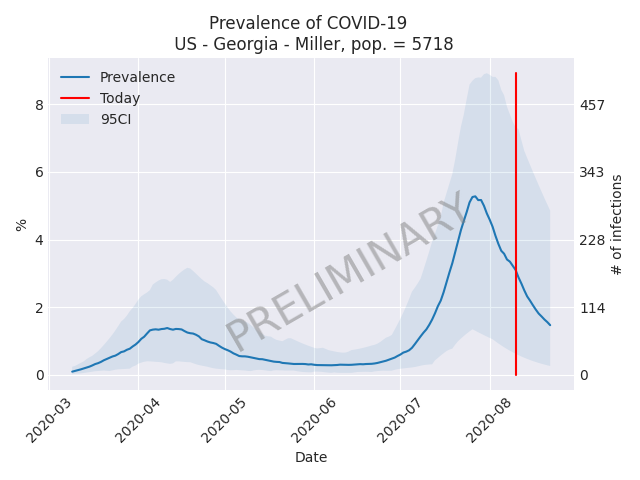 Prevalence of COVID-19
US - Georgia - Miller, pop. = 5718
Prevalence
Today
95CI
8
6
4
2
0
%
457
343
228
114
0
# of infections
PRELIMINARY
2020-03
2020-04
2020-05
2020-06
2020-07
2020-08
Date